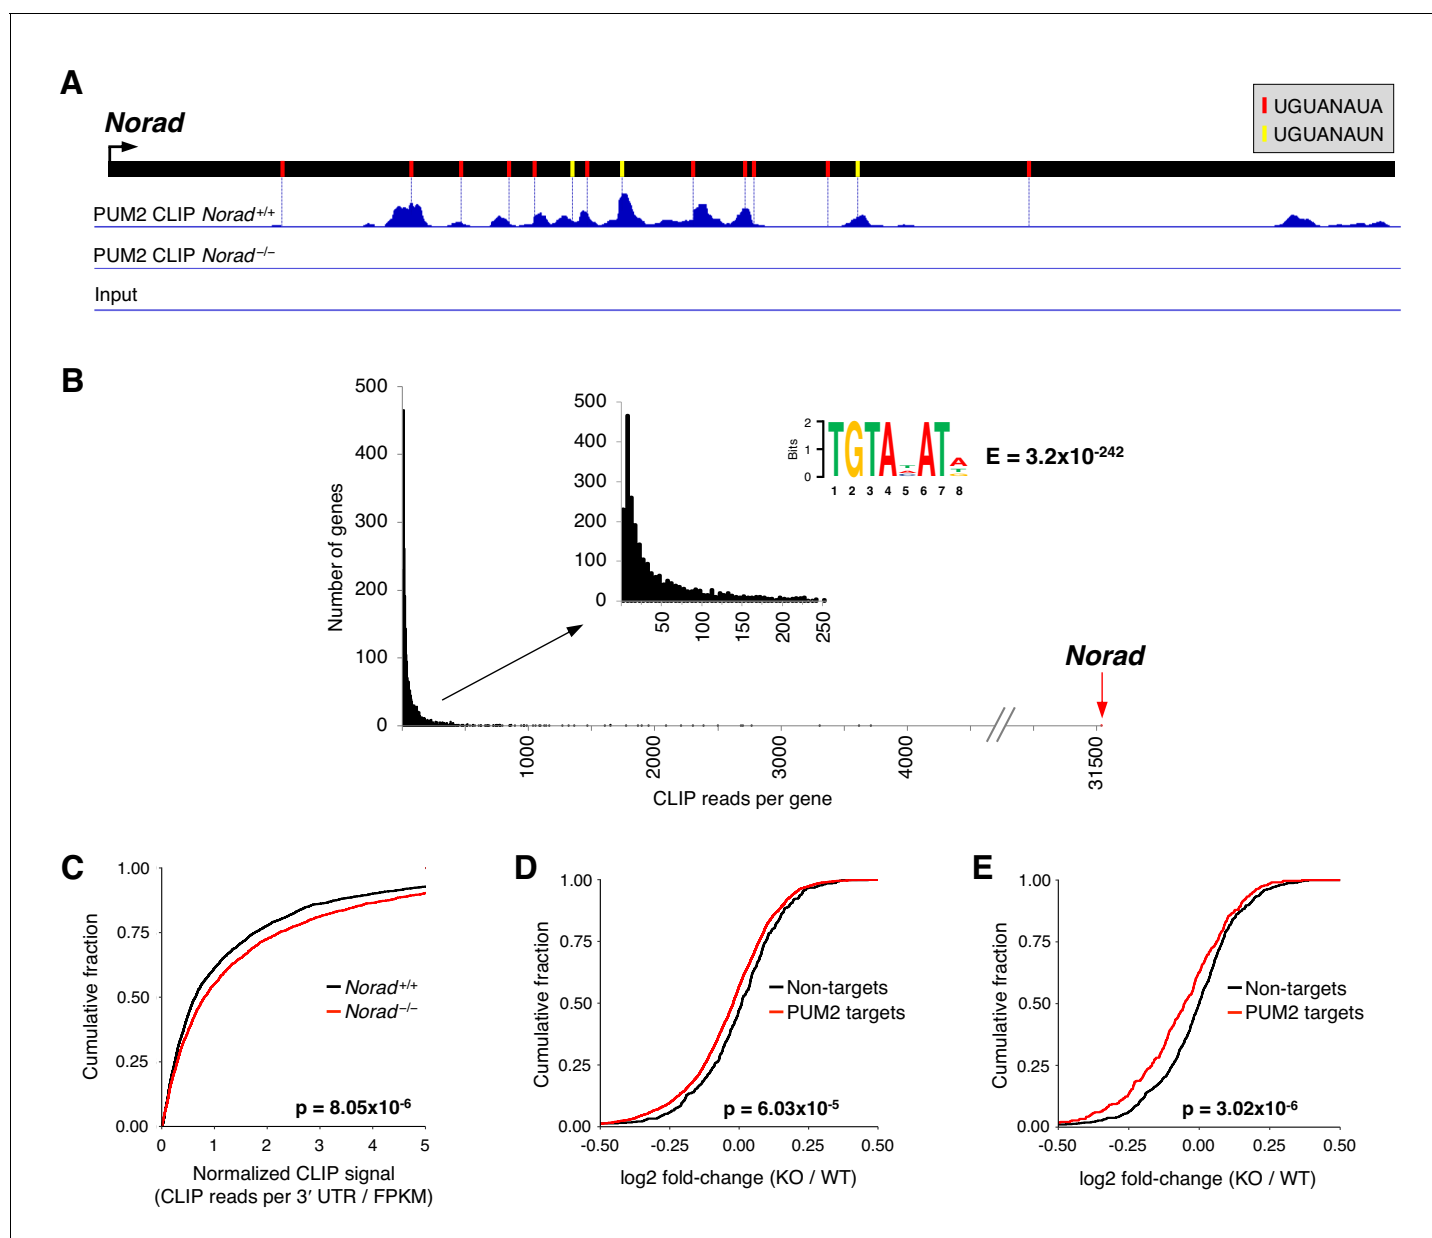 A
Norad
UGUANAUA
UGUANAUN
PUM2 CLIP Norad+/+
PUM2 CLIP Norad–/–
Input
B
500
400
300
200
100
0
Number of genes
1000
2000
3000
4000
31500
CLIP reads per gene
500
400
300
200
100
0
50
100
150
200
250
Bits
2
1
0
TGTA ATA
1 2 3 4 5 6 7 8
E = 3.2x10-242
Norad
C
1.00
0.75
0.50
0.25
0.00
Cumulative fraction
Norad+/+
Norad–/–
p = 8.05x10-6
0 1 2 3 4 5
Normalized CLIP signal
(CLIP reads per 3′ UTR / FPKM)
D
1.00
0.75
0.50
0.25
0.00
Cumulative fraction
Non-targets
PUM2 targets
p = 6.03x10-5
-0.50 -0.25 0.00 0.25 0.50
log2 fold-change (KO / WT)
E
1.00
0.75
0.50
0.25
0.00
Cumulative fraction
Non-targets
PUM2 targets
p = 3.02x10-6
-0.50 -0.25 0.00 0.25 0.50
log2 fold-change (KO / WT)